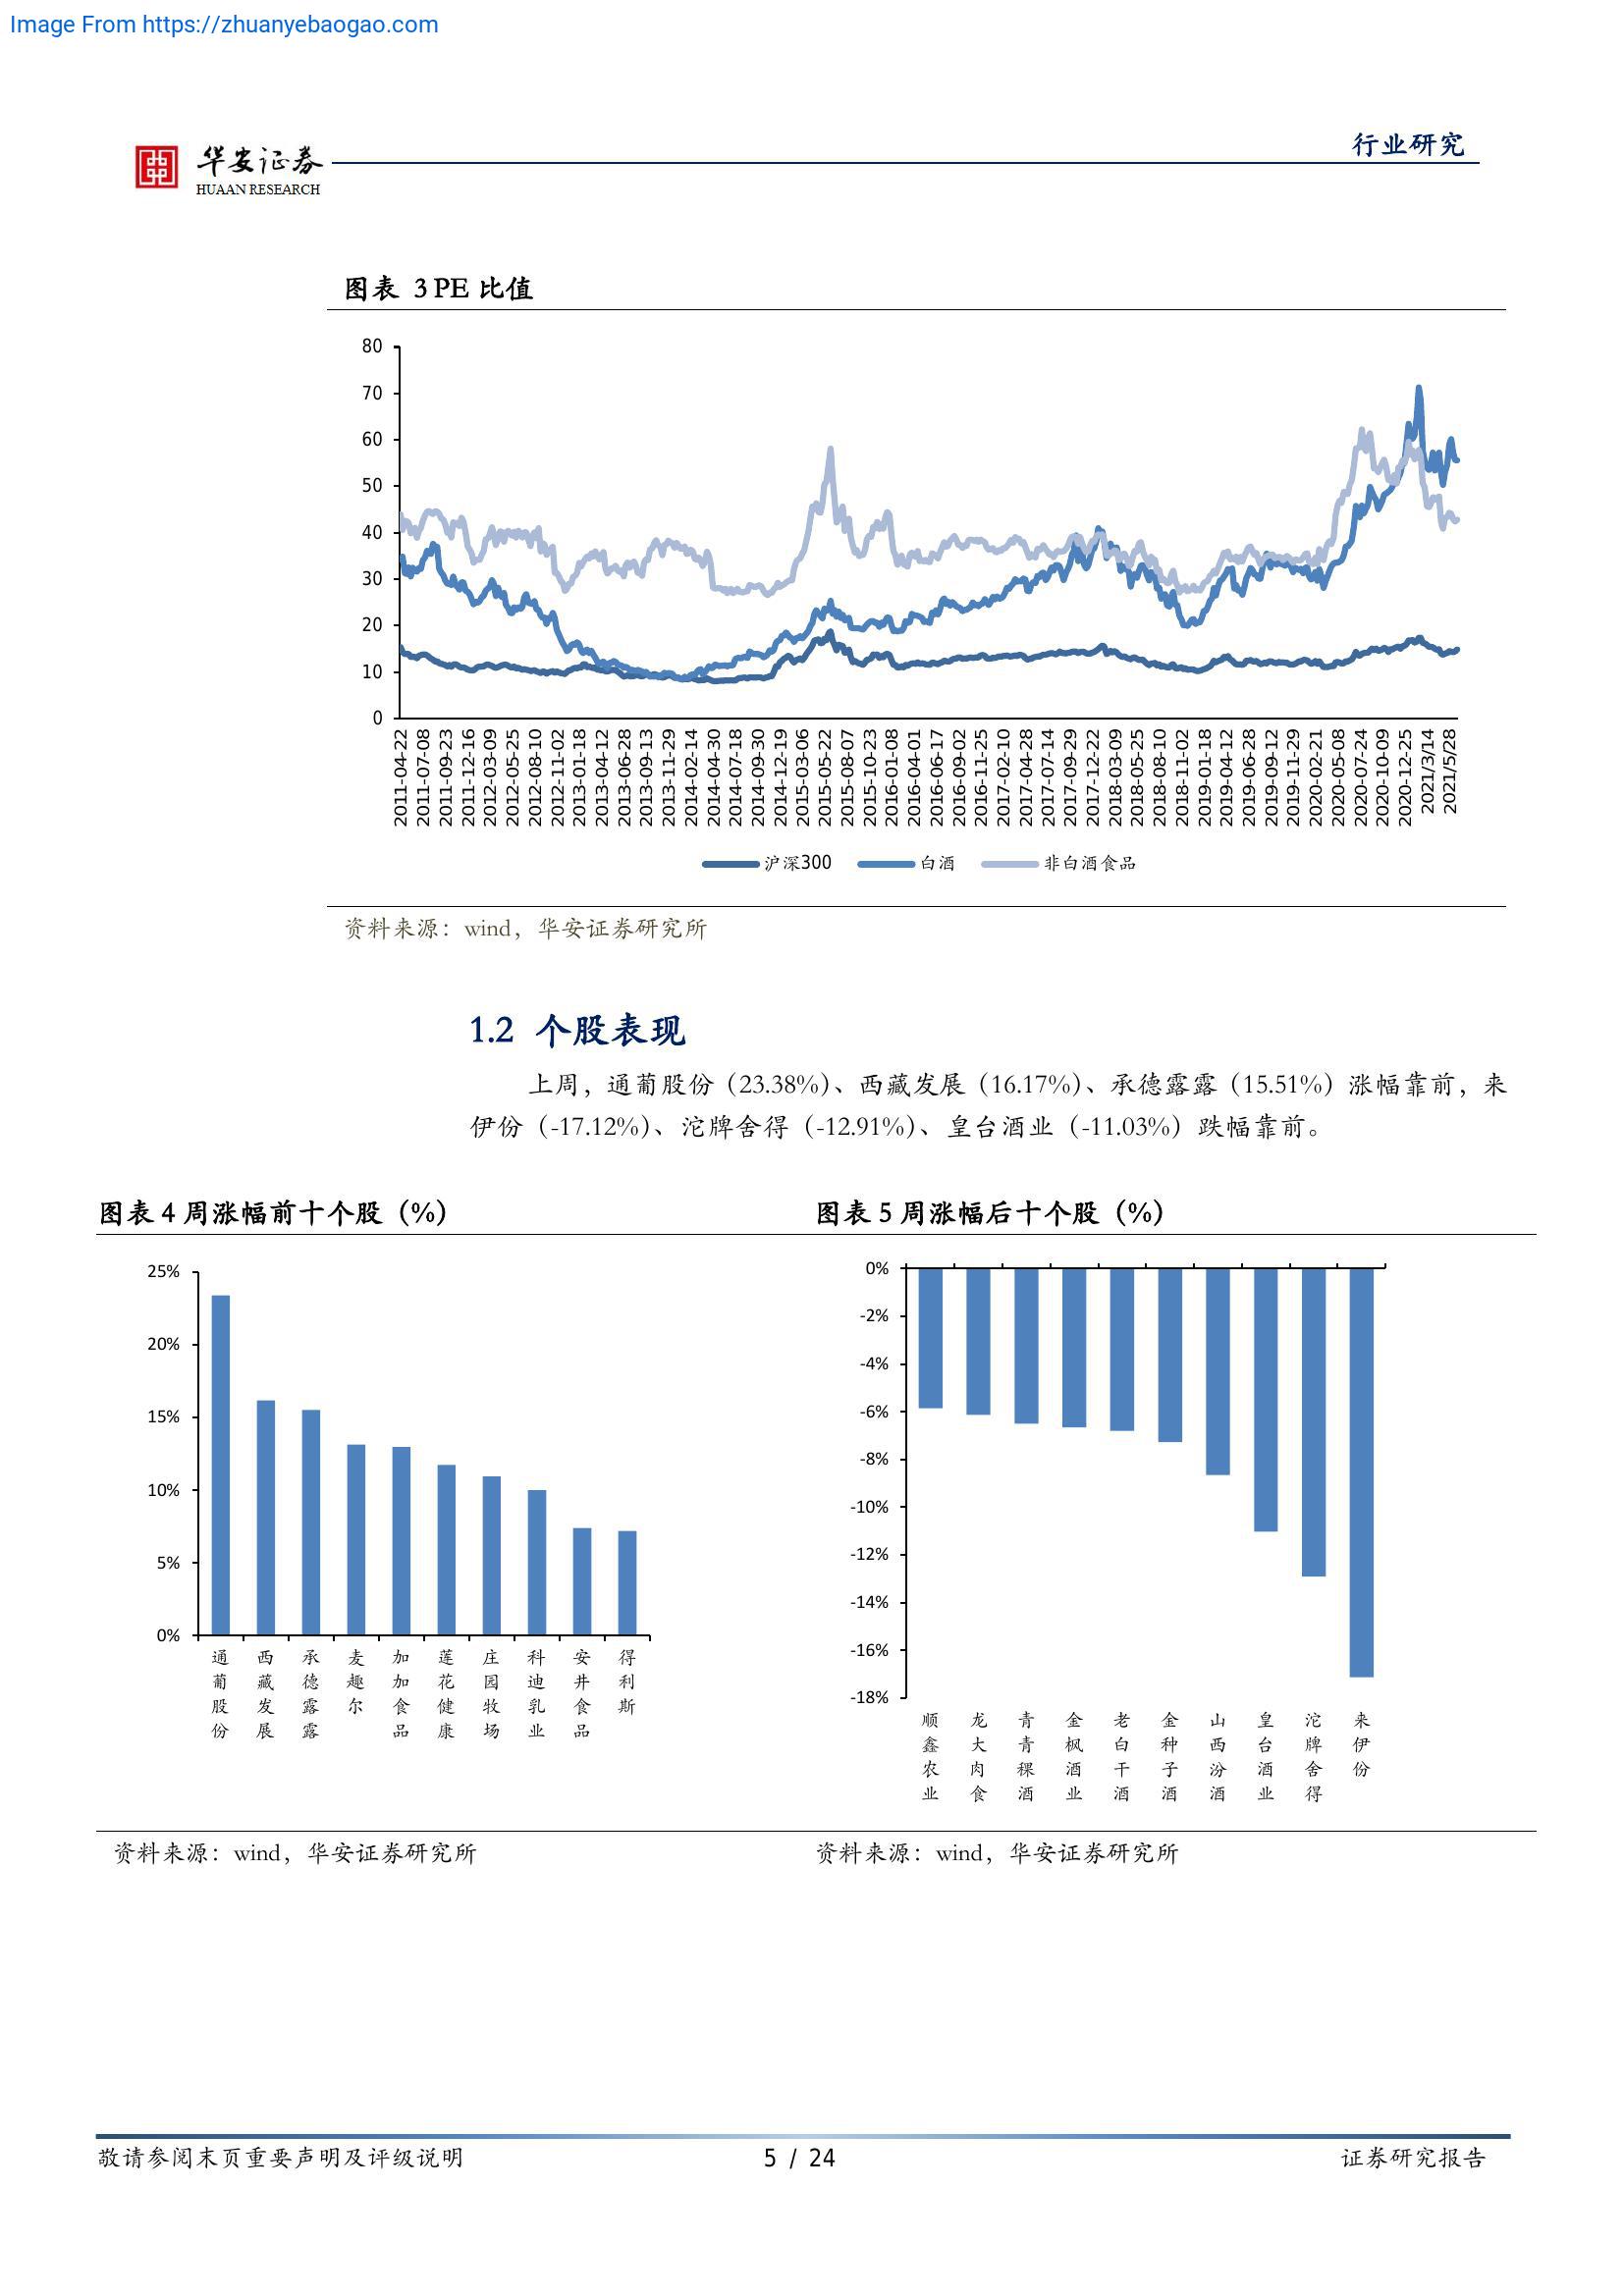 Image From https://zhuanyebaogao.com
华安证券
HUAAN RESEARCH
行业研究
图表 3 PE 比值
80
70
60
50
40
30
20
10
0
2011-04-22
2011-07-08
2011-09-23
2011-12-16
2012-03-09
2012-05-25
2012-08-10
2012-11-02
2013-01-18
2013-04-12
2013-06-28
2013-09-13
2013-11-29
2014-02-14
2014-04-30
2014-07-18
2014-09-30
2014-12-19
2015-03-06
2015-05-22
2015-08-07
2015-10-23
2016-01-08
2016-04-01
2016-06-17
2016-09-02
2016-11-25
2017-02-10
2017-04-28
2017-07-14
2017-09-29
2017-12-22
2018-03-09
2018-05-25
2018-08-10
2018-11-02
2019-01-18
2019-04-12
2019-06-28
2019-09-12
2019-11-29
2020-02-21
2020-05-08
2020-07-24
2020-10-09
2020-12-25
2021/3/14
2021/5/28
沪深300 白酒 非白酒食品
资料来源：wind，华安证券研究所
1.2 个股表现
上周，通葡股份（23.38%）、西藏发展（16.17%）、承德露露（15.51%）涨幅靠前，来
伊份（-17.12%）、沱牌舍得（-12.91%）、皇台酒业（-11.03%）跌幅靠前。
图表 4 周涨幅前十个股（%）
25%
20%
15%
10%
5%
0%
通葡股份
西藏发展
承德露露
麦趣尔
加加食品
莲花健康
庄园牧场
科迪乳业
安井食品
得利斯
资料来源：wind，华安证券研究所
图表 5 周涨幅后十个股（%）
0%
-2%
-4%
-6%
-8%
-10%
-12%
-14%
-16%
-18%
顺鑫农业
龙大肉食
青青稞酒
金枫酒业
老白干酒
金种子酒
山西汾酒
皇台酒业
沱牌舍得
来伊份
资料来源：wind，华安证券研究所
敬请参阅末页重要声明及评级说明
5 / 24
证券研究报告